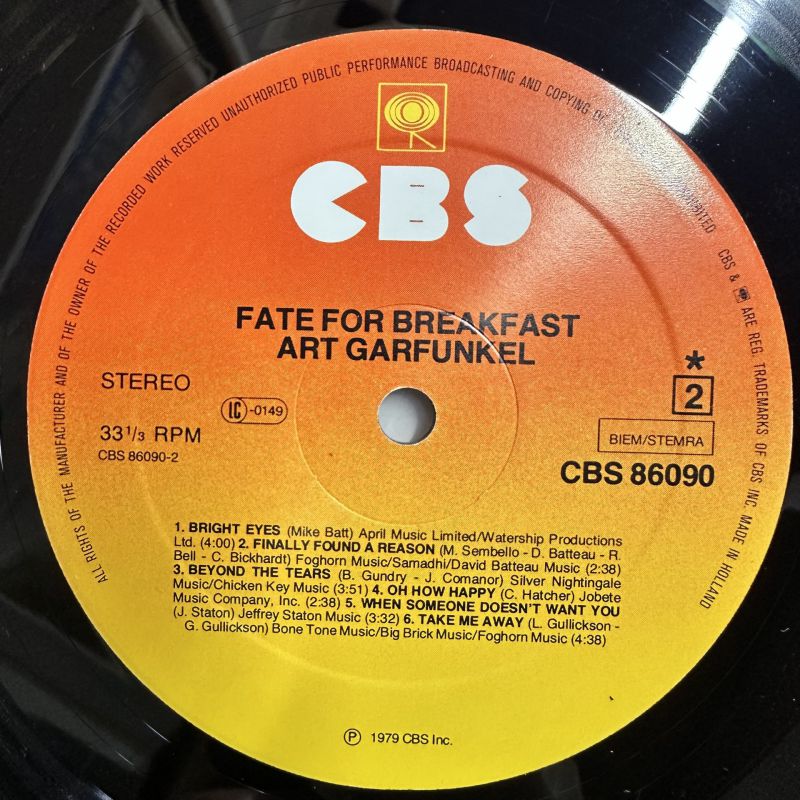 ALL RIGHTS OF THE MANUFACTURER AND OF THE OWNER OF THE RECORDED WORK RESERVED UNAUTHORIZED PUBLIC PERFORMANCE BROADCASTING AND COPYING OF CBS & ARE REG. TRADEMARKS OF CBS INC. MADE IN HOLLAND
CBS
FATE FOR BREAKFAST
ART GARFUNKEL
STEREO
LC-0149
33 1/3 RPM
CBS 86090-2
*
2
BIEM/STEMRA
CBS 86090
1. BRIGHT EYES (Mike Batt) April Music Limited/Watership Productions
Ltd. (4:00) 2. FINALLY FOUND A REASON (M. Sembello - D. Batteau - R.
Bell - C. Bickhardt) Foghorn Music/Samadhi/David Batteau Music (2:38)
3. BEYOND THE TEARS (B. Gundry - J. Comanor) Silver Nightingale
Music/Chicken Key Music (3:51) 4. OH HOW HAPPY (C. Hatcher) Jobete
Music Company, Inc. (2:38) 5. WHEN SOMEONE DOESN'T WANT YOU
(J. Staton) Jeffrey Staton Music (3:32) 6. TAKE ME AWAY (L. Gullickson -
G. Gullickson) Bone Tone Music/Big Brick Music/Foghorn Music (4:38)
℗ 1979 CBS Inc.